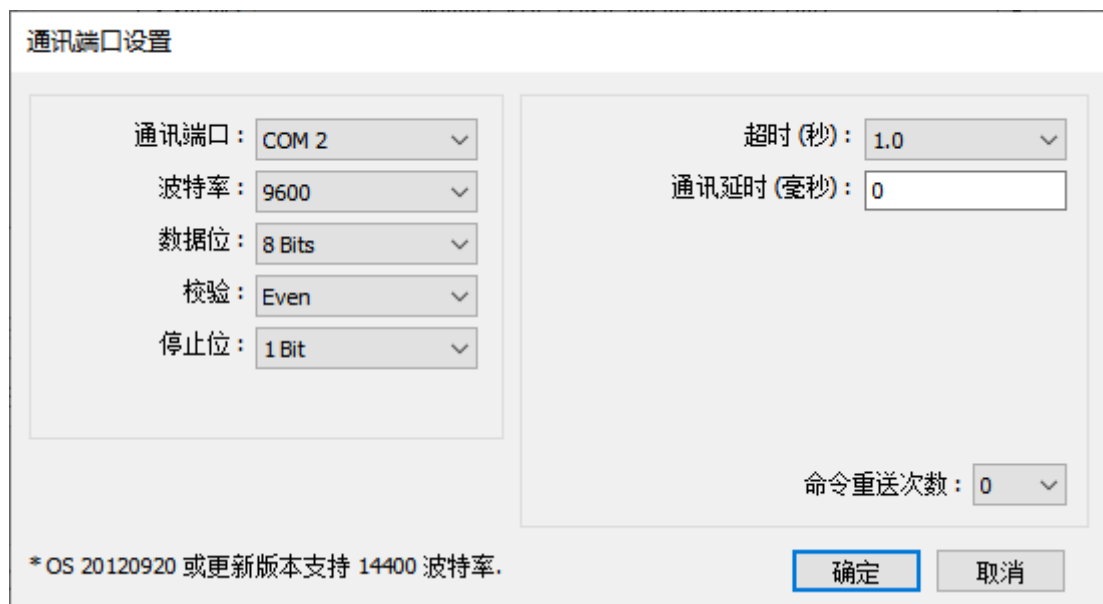 通讯端口设置
通讯端口： COM 2
波特率： 9600
数据位： 8 Bits
校验： Even
停止位： 1 Bit
超时(秒)： 1.0
通讯延时(毫秒)： 0
命令重送次数： 0
* OS 20120920 或更新版本支持 14400 波特率.
确定
取消